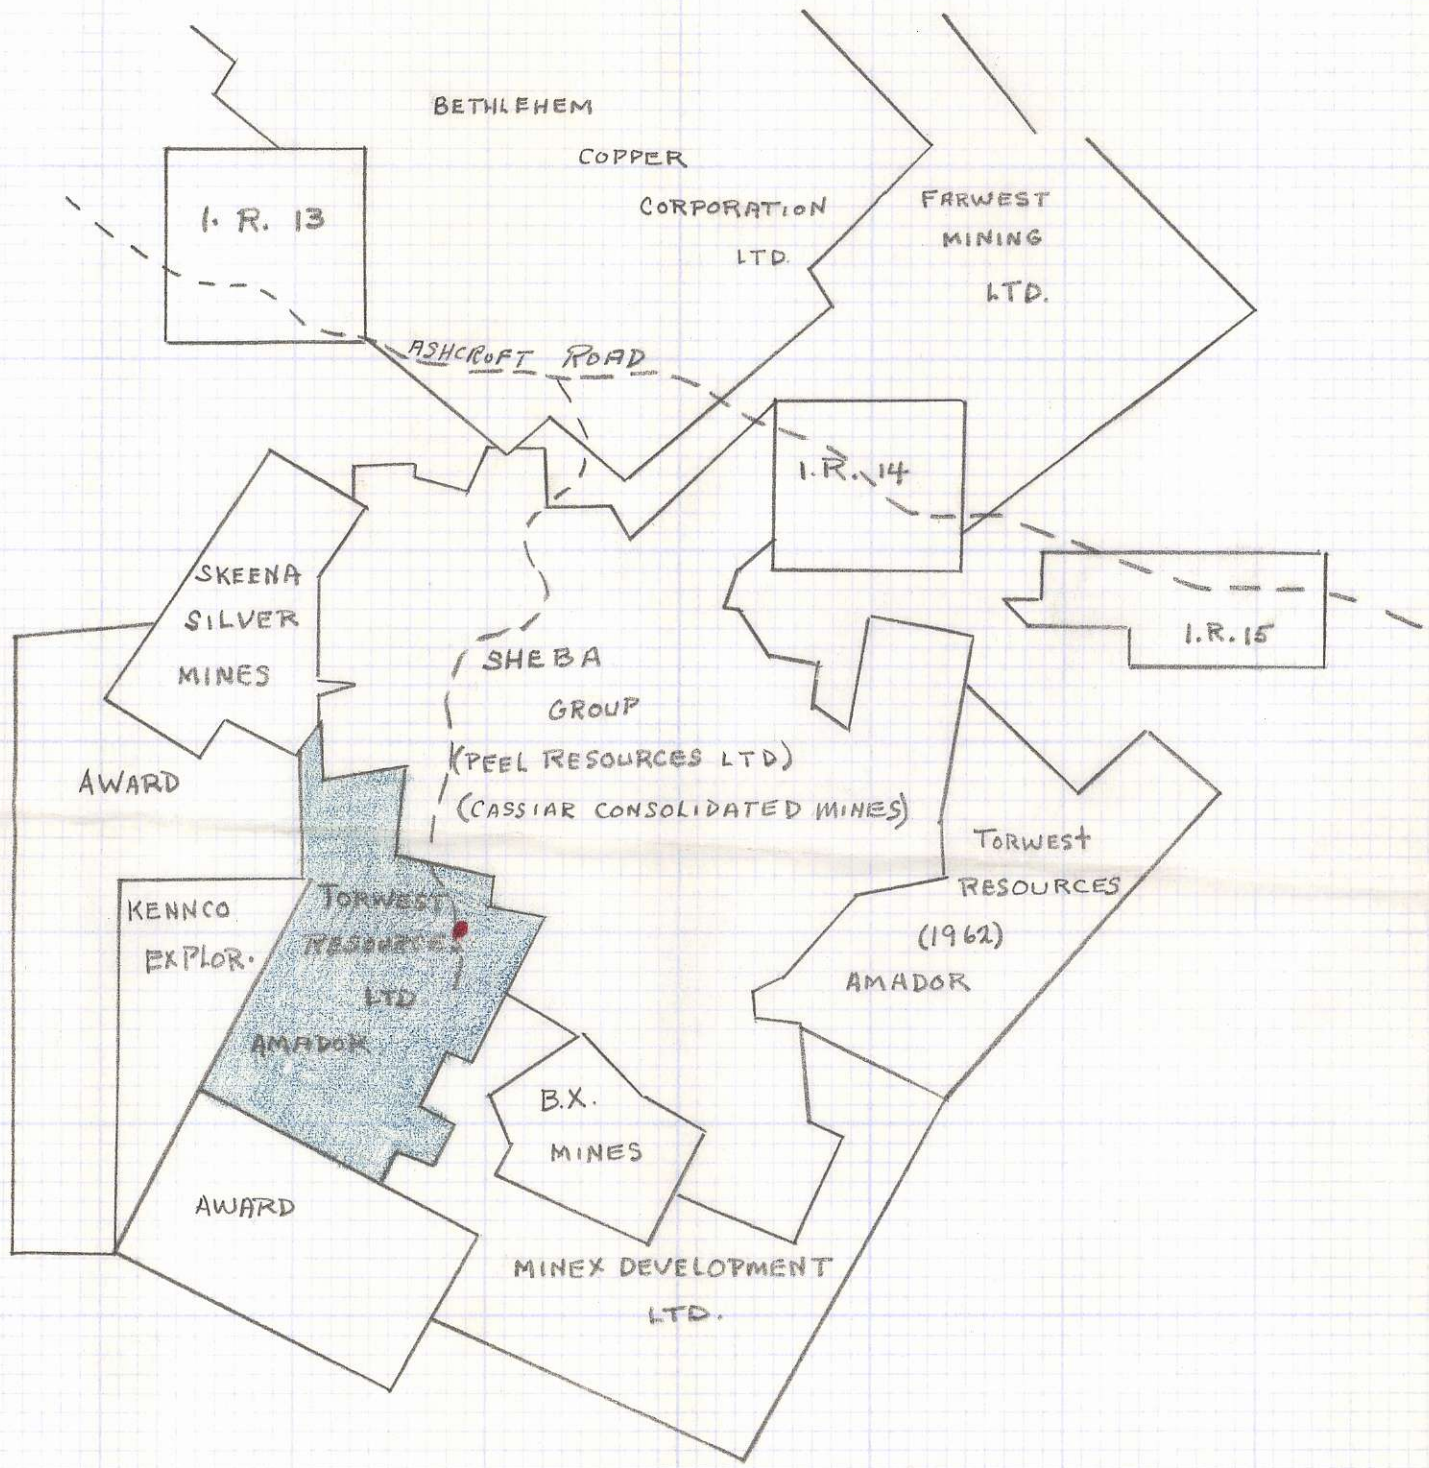 BETHLEHEM
COPPER
CORPORATION
LTD.
FARWEST
MINING
LTD.
I. R. 13
ASHCROFT ROAD
I.R. 14
I.R. 15
SKEENA
SILVER
MINES
SHEBA
GROUP
(PEEL RESOURCES LTD)
(CASSIAR CONSOLIDATED MINES)
AWARD
TORWEST
RESOURCES
(1962)
AMADOR
KENNCO
EXPLOR.
TORWEST
RESOURCES
LTD
AMADOR
B.X.
MINES
AWARD
MINEX DEVELOPMENT
LTD.